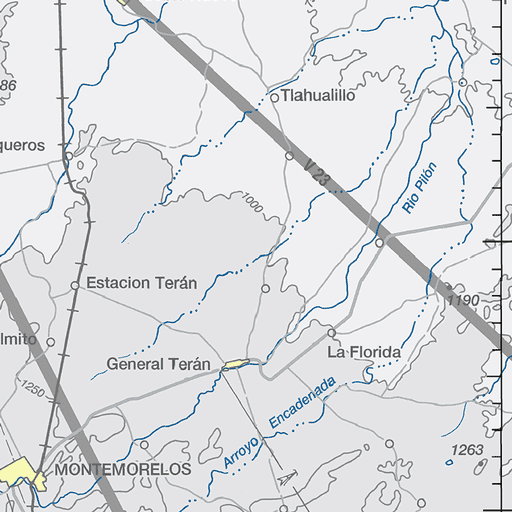 86
Tlahualillo
queros
V 23
Rio Pilón
1000
Estacion Terán
1190
lmito
General Terán
La Florida
1250
Encadenada
Arroyo
1263
MONTEMORELOS